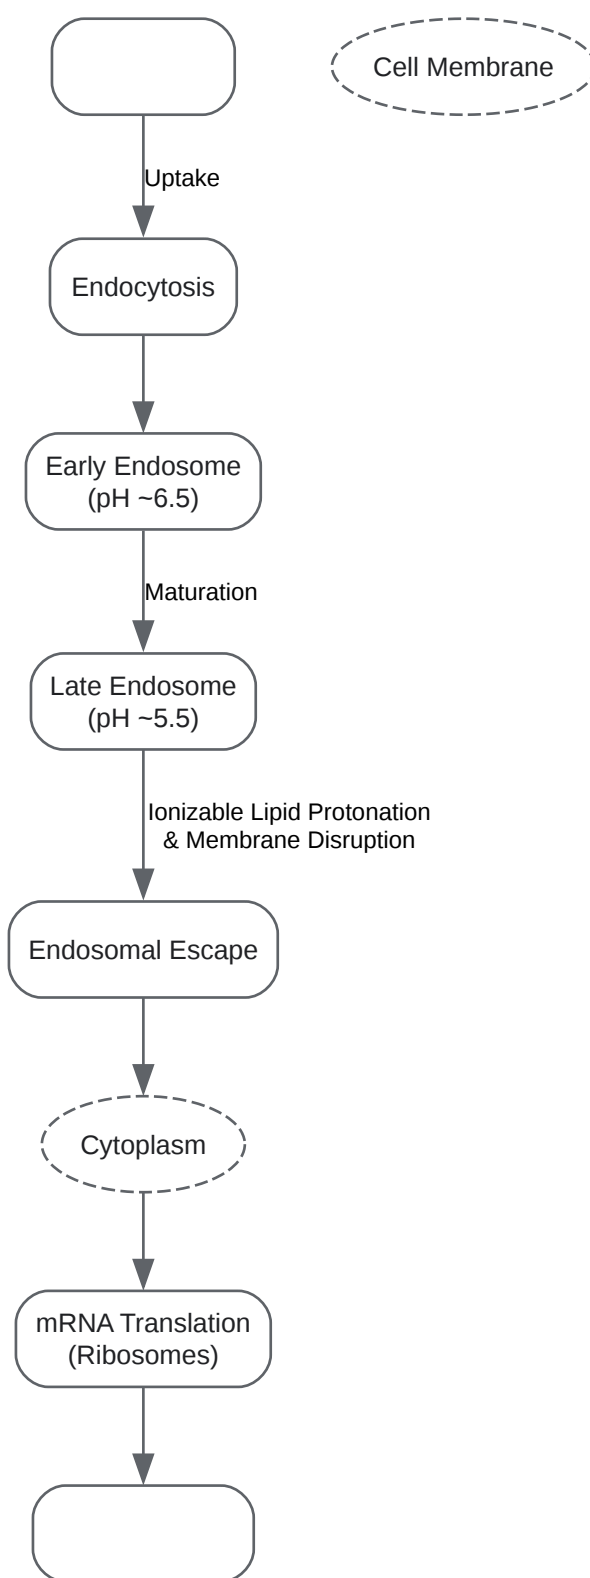 Cell Membrane
Uptake
Endocytosis
Early Endosome
(pH ~6.5)
Maturation
Late Endosome
(pH ~5.5)
Ionizable Lipid Protonation
& Membrane Disruption
Endosomal Escape
Cytoplasm
mRNA Translation
(Ribosomes)